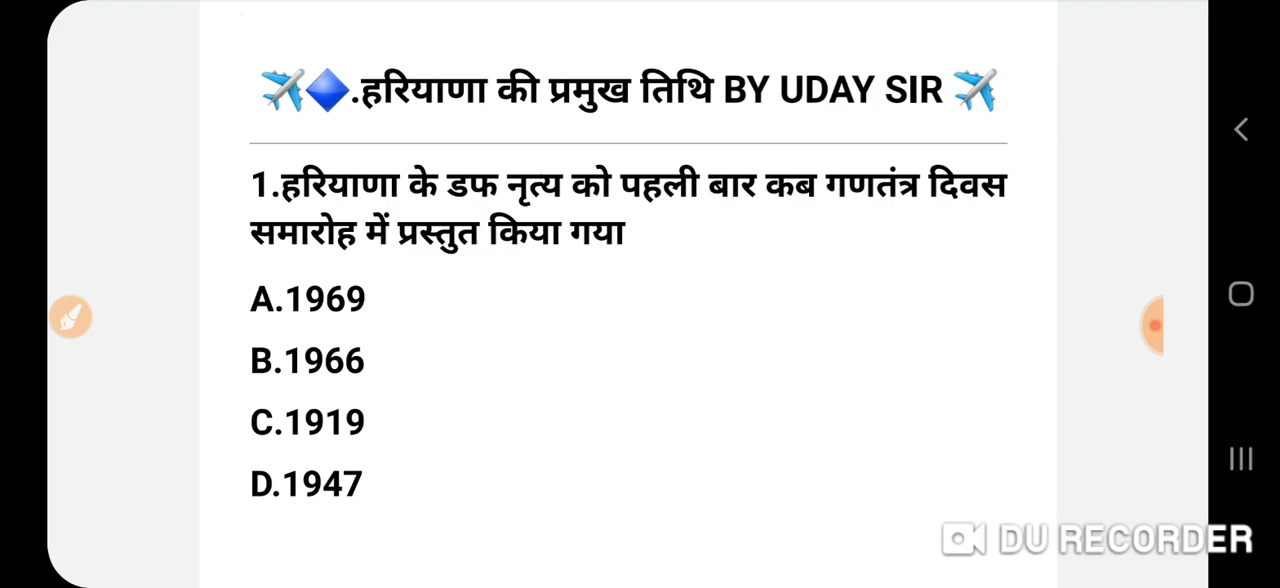 ✈️🔷.हरियाणा की प्रमुख तिथि BY UDAY SIR ✈️
1.हरियाणा के डफ नृत्य को पहली बार कब गणतंत्र दिवस
समारोह में प्रस्तुत किया गया
A.1969
B.1966
C.1919
D.1947
DU RECORDER